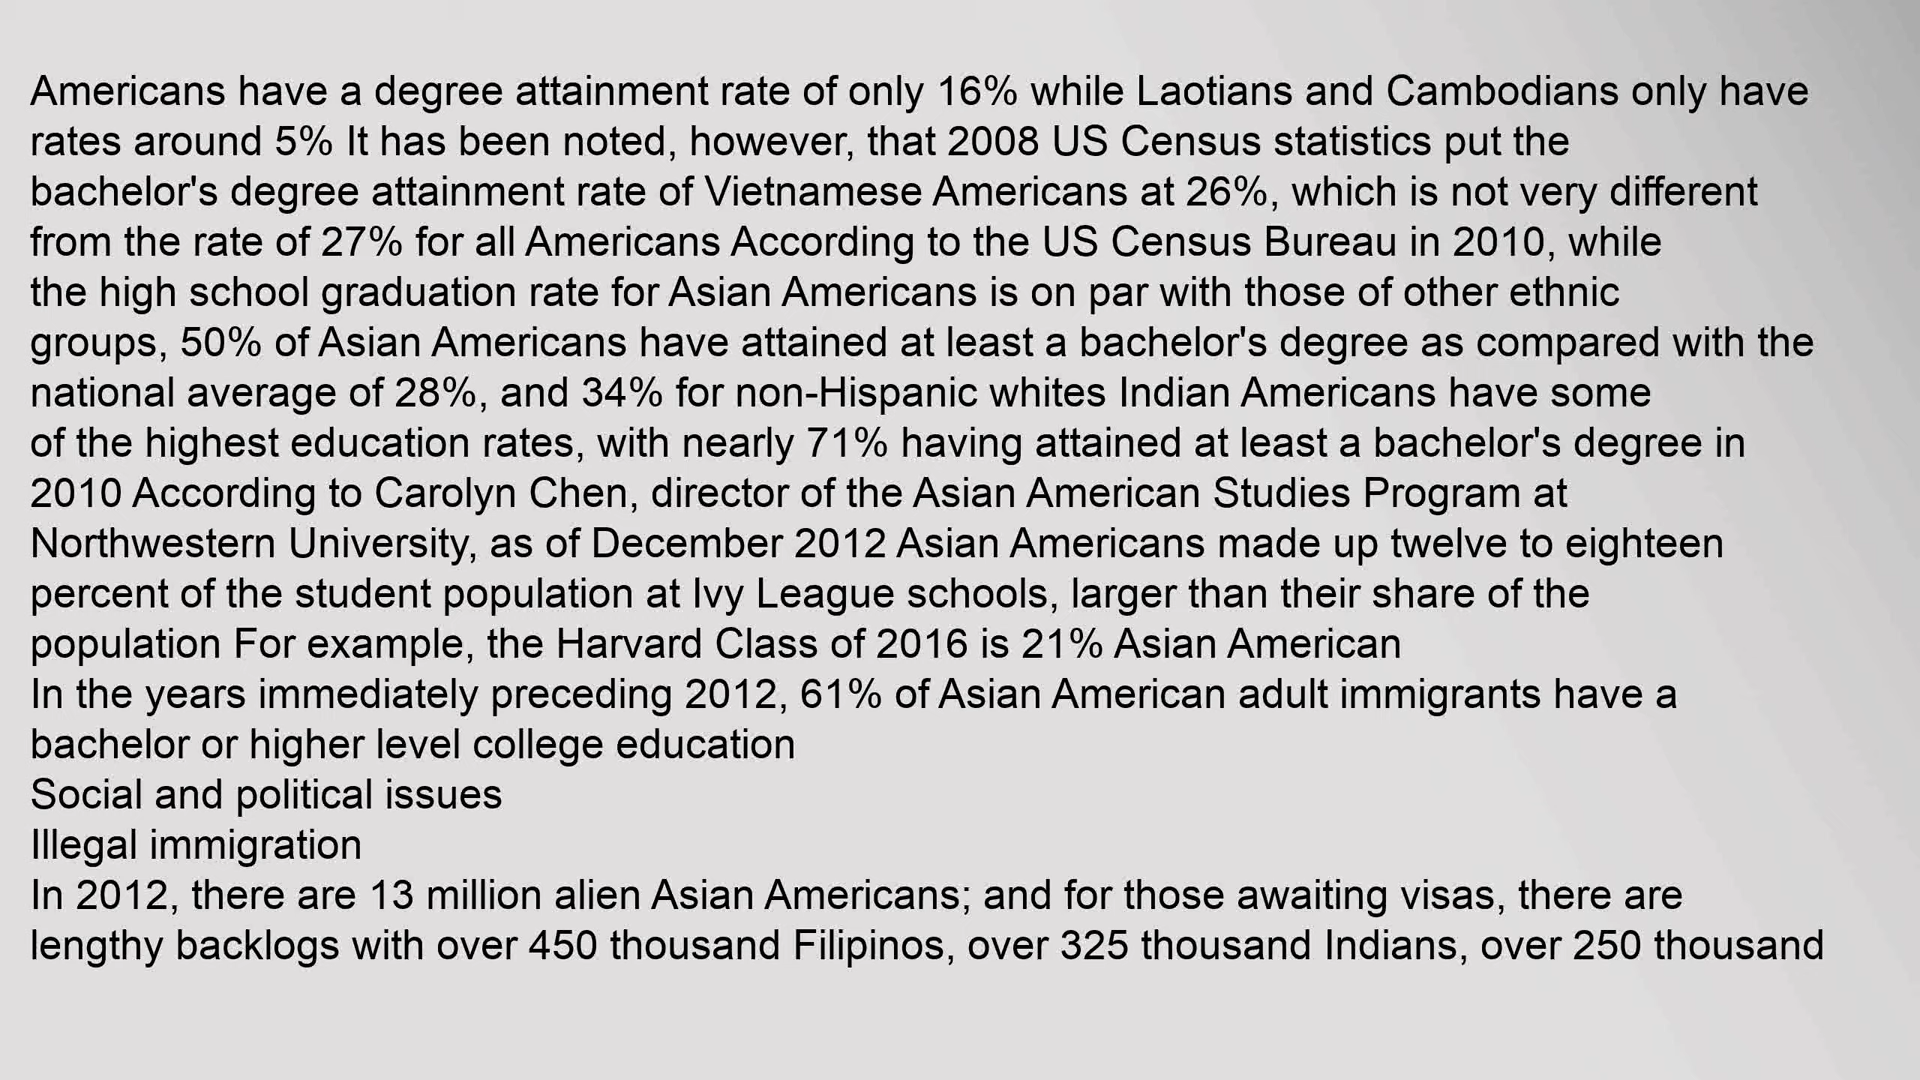 Americans have a degree attainment rate of only 16% while Laotians and Cambodians only have
rates around 5% It has been noted, however, that 2008 US Census statistics put the
bachelor's degree attainment rate of Vietnamese Americans at 26%, which is not very different
from the rate of 27% for all Americans According to the US Census Bureau in 2010, while
the high school graduation rate for Asian Americans is on par with those of other ethnic
groups, 50% of Asian Americans have attained at least a bachelor's degree as compared with the
national average of 28%, and 34% for non-Hispanic whites Indian Americans have some
of the highest education rates, with nearly 71% having attained at least a bachelor's degree in
2010 According to Carolyn Chen, director of the Asian American Studies Program at
Northwestern University, as of December 2012 Asian Americans made up twelve to eighteen
percent of the student population at Ivy League schools, larger than their share of the
population For example, the Harvard Class of 2016 is 21% Asian American
In the years immediately preceding 2012, 61% of Asian American adult immigrants have a
bachelor or higher level college education
Social and political issues
Illegal immigration
In 2012, there are 13 million alien Asian Americans; and for those awaiting visas, there are
lengthy backlogs with over 450 thousand Filipinos, over 325 thousand Indians, over 250 thousand